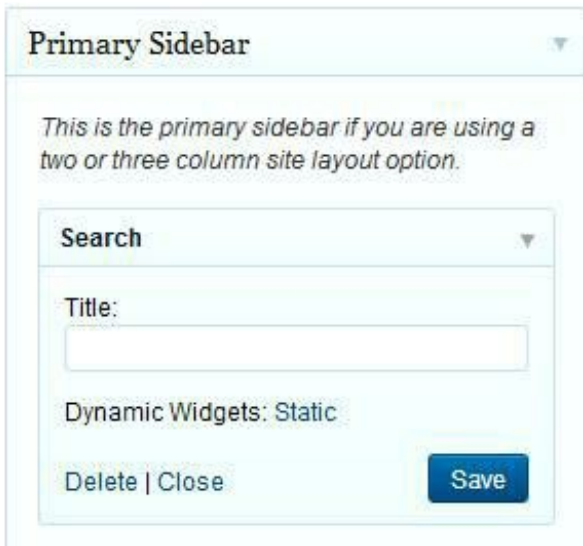 Primary Sidebar
This is the primary sidebar if you are using a
two or three column site layout option.
Search
Title:
Dynamic Widgets: Static
Delete | Close
Save